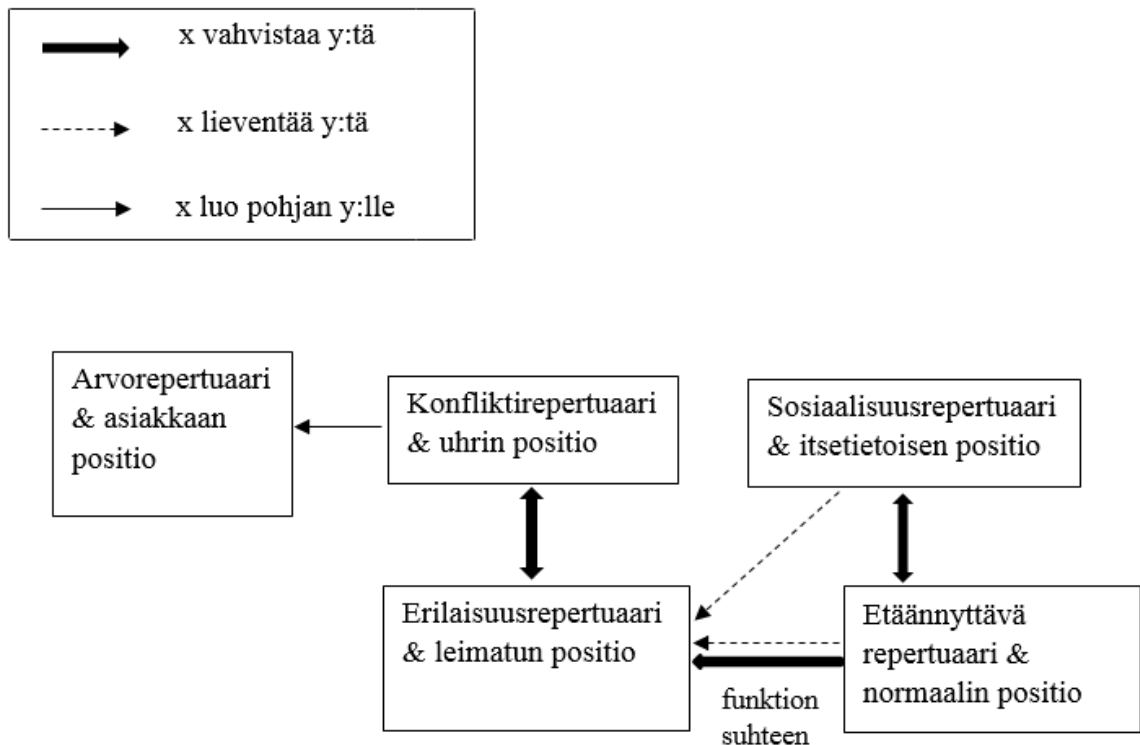 x vahvistaa y:tä
x lieventää y:tä
x luo pohjan y:lle
Arvorepertuaari
& asiakkaan
positio
Konfliktirepertuaari
& uhrin positio
Sosiaalisuusrepertuaari
& itsetietoisen positio
Erilaisuusrepertuaari
& leimatun positio
Etäännyttävä
repertuaari &
normaalin positio
funktion
suhteen